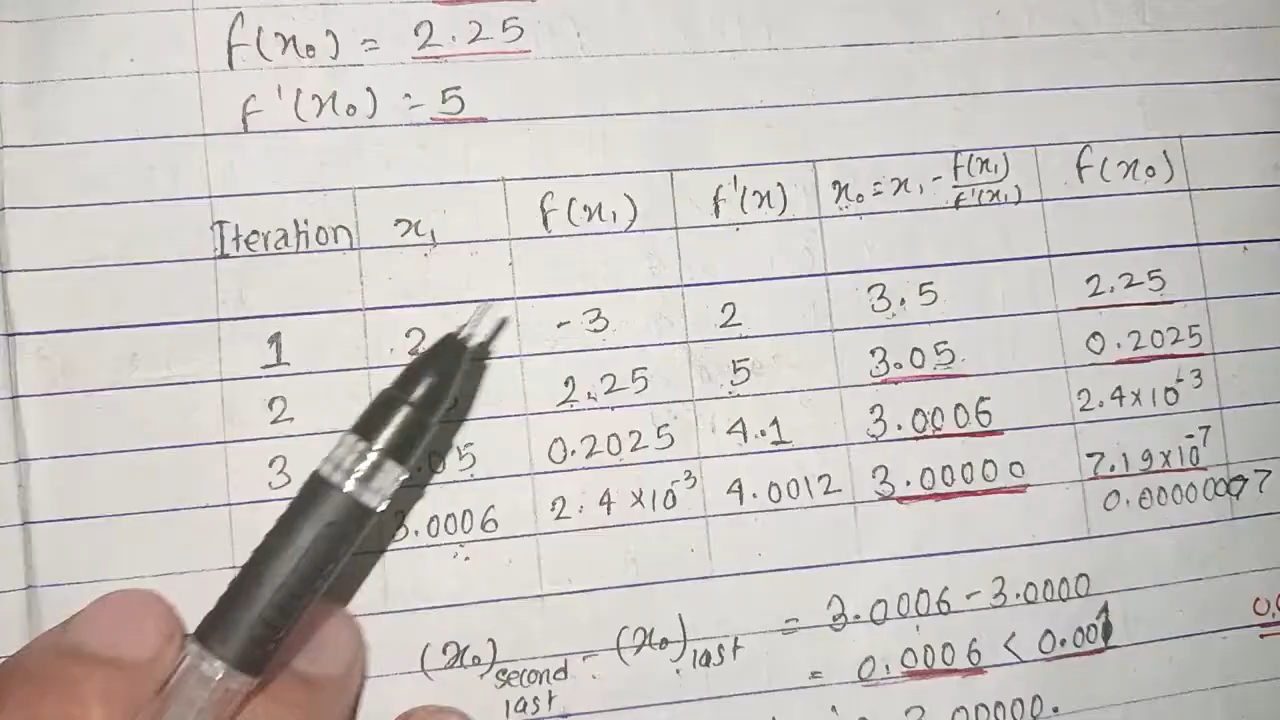 f(x₀) = 2.25
f'(x₀) = 5
Iteration x₁ f(x₁) f'(x) x₀ = x₁ - f(x₁)/f'(x₁) f(x₀)
1 2 -3 2 3.5 2.25
2 2.25 5 3.05 0.2025
3 .05 0.2025 4.1 3.0006 2.4×10⁻³
3.0006 2.4×10⁻³ 4.0012 3.00000 7.19×10⁻⁷
0.00000007
(x₀)second last - (x₀)last = 3.0006 - 3.0000
= 0.0006 < 0.001
3.00000.